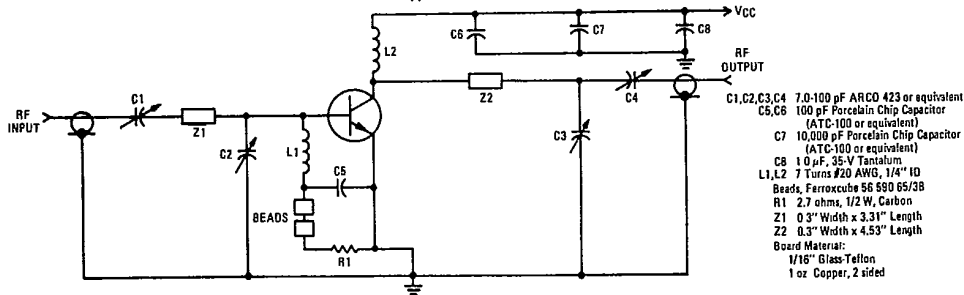 VCC
C6
C7
C8
L2
RF
OUTPUT
C1
Z2
C4
RF
INPUT
Z1
C2
L1
C3
C5
BEADS
R1
C1,C2,C3,C4 7.0-100 pF ARCO 423 or equivalent
C5,C6 100 pF Porcelain Chip Capacitor
(ATC-100 or equivalent)
C7 10,000 pF Porcelain Chip Capacitor
(ATC-100 or equivalent)
C8 1 0 µF, 35-V Tantalum
L1,L2 7 Turns #20 AWG, 1/4" ID
Beads, Ferroxcube 56 590 65/3B
R1 2.7 ohms, 1/2 W, Carbon
Z1 0 3" Width x 3.31" Length
Z2 0.3" Width x 4.53" Length
Board Material:
1/16" Glass-Teflon
1 oz Copper, 2 sided